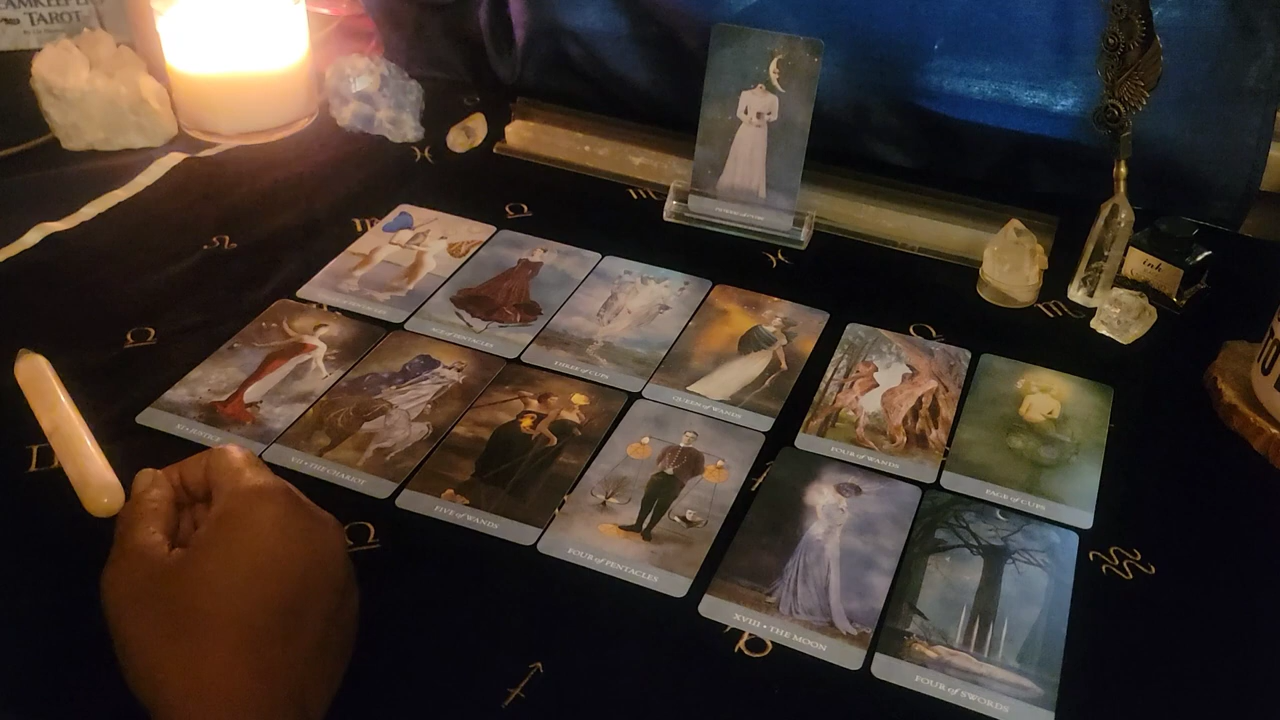 TAROT
ink
ACE of PENTACLES
THREE of CUPS
QUEEN of WANDS
FOUR of WANDS
PAGE of CUPS
XI • JUSTICE
VII • THE CHARIOT
FIVE of WANDS
FOUR of PENTACLES
XVIII • THE MOON
FOUR of SWORDS